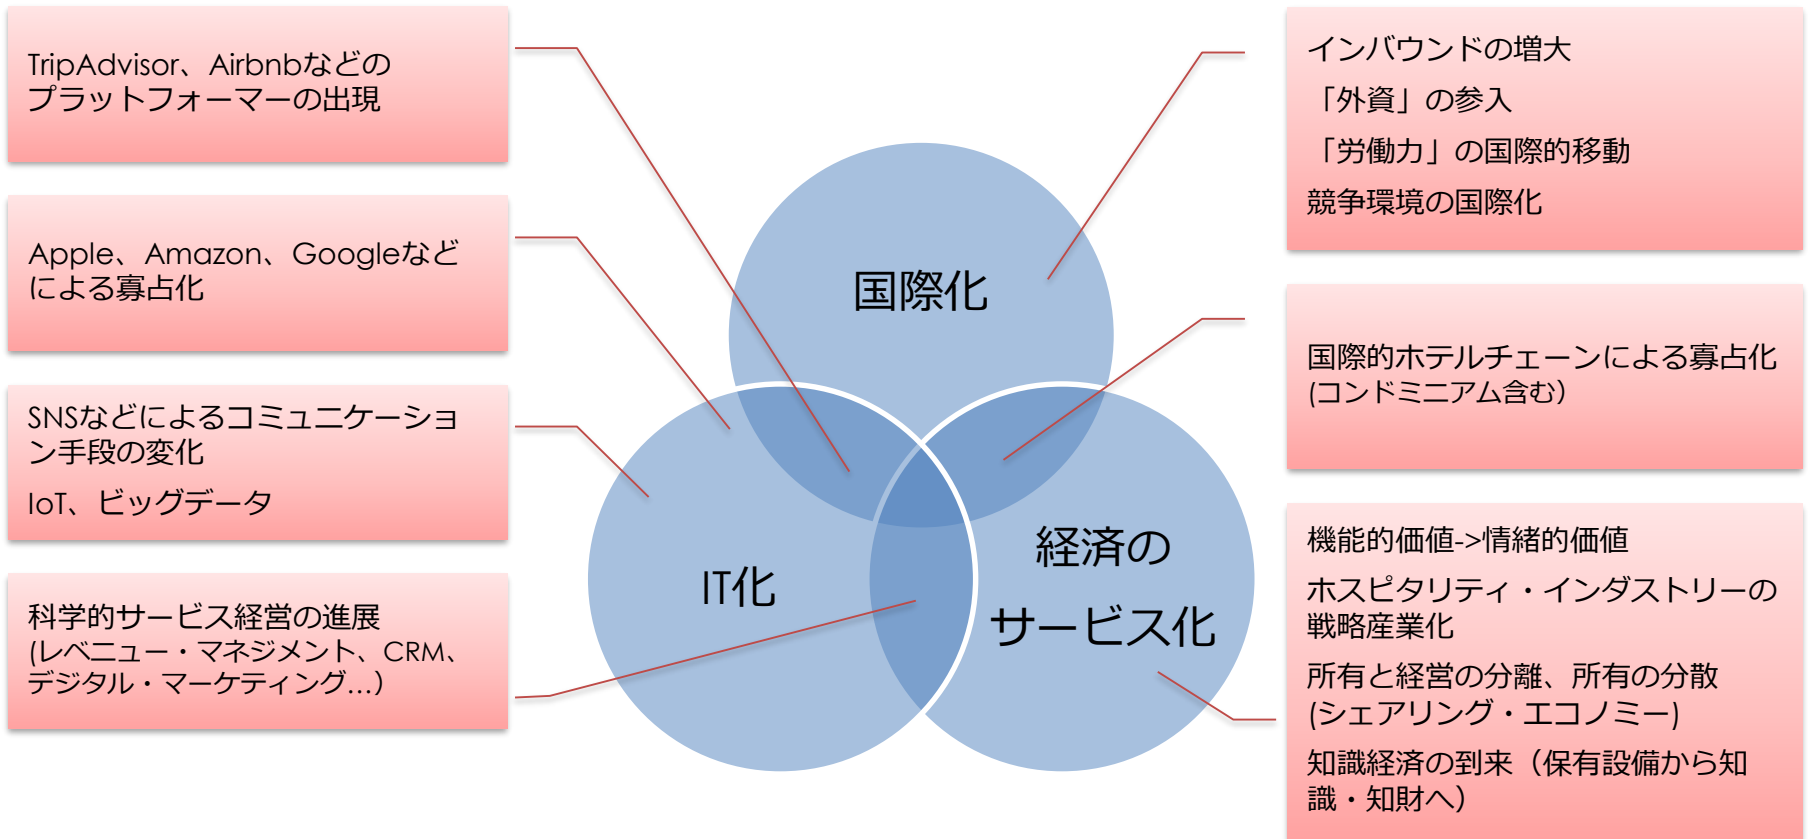 TripAdvisor、Airbnbなどの
プラットフォーマーの出現
Apple、Amazon、Googleなど
による寡占化
SNSなどによるコミュニケーショ
ン手段の変化
IoT、ビッグデータ
科学的サービス経営の進展
(レベニュー・マネジメント、CRM、
デジタル・マーケティング…）
国際化
IT化
経済の
サービス化
インバウンドの増大
「外資」の参入
「労働力」の国際的移動
競争環境の国際化
国際的ホテルチェーンによる寡占化
(コンドミニアム含む）
機能的価値->情緒的価値
ホスピタリティ・インダストリーの
戦略産業化
所有と経営の分離、所有の分散
(シェアリング・エコノミー)
知識経済の到来（保有設備から知
識・知財へ）